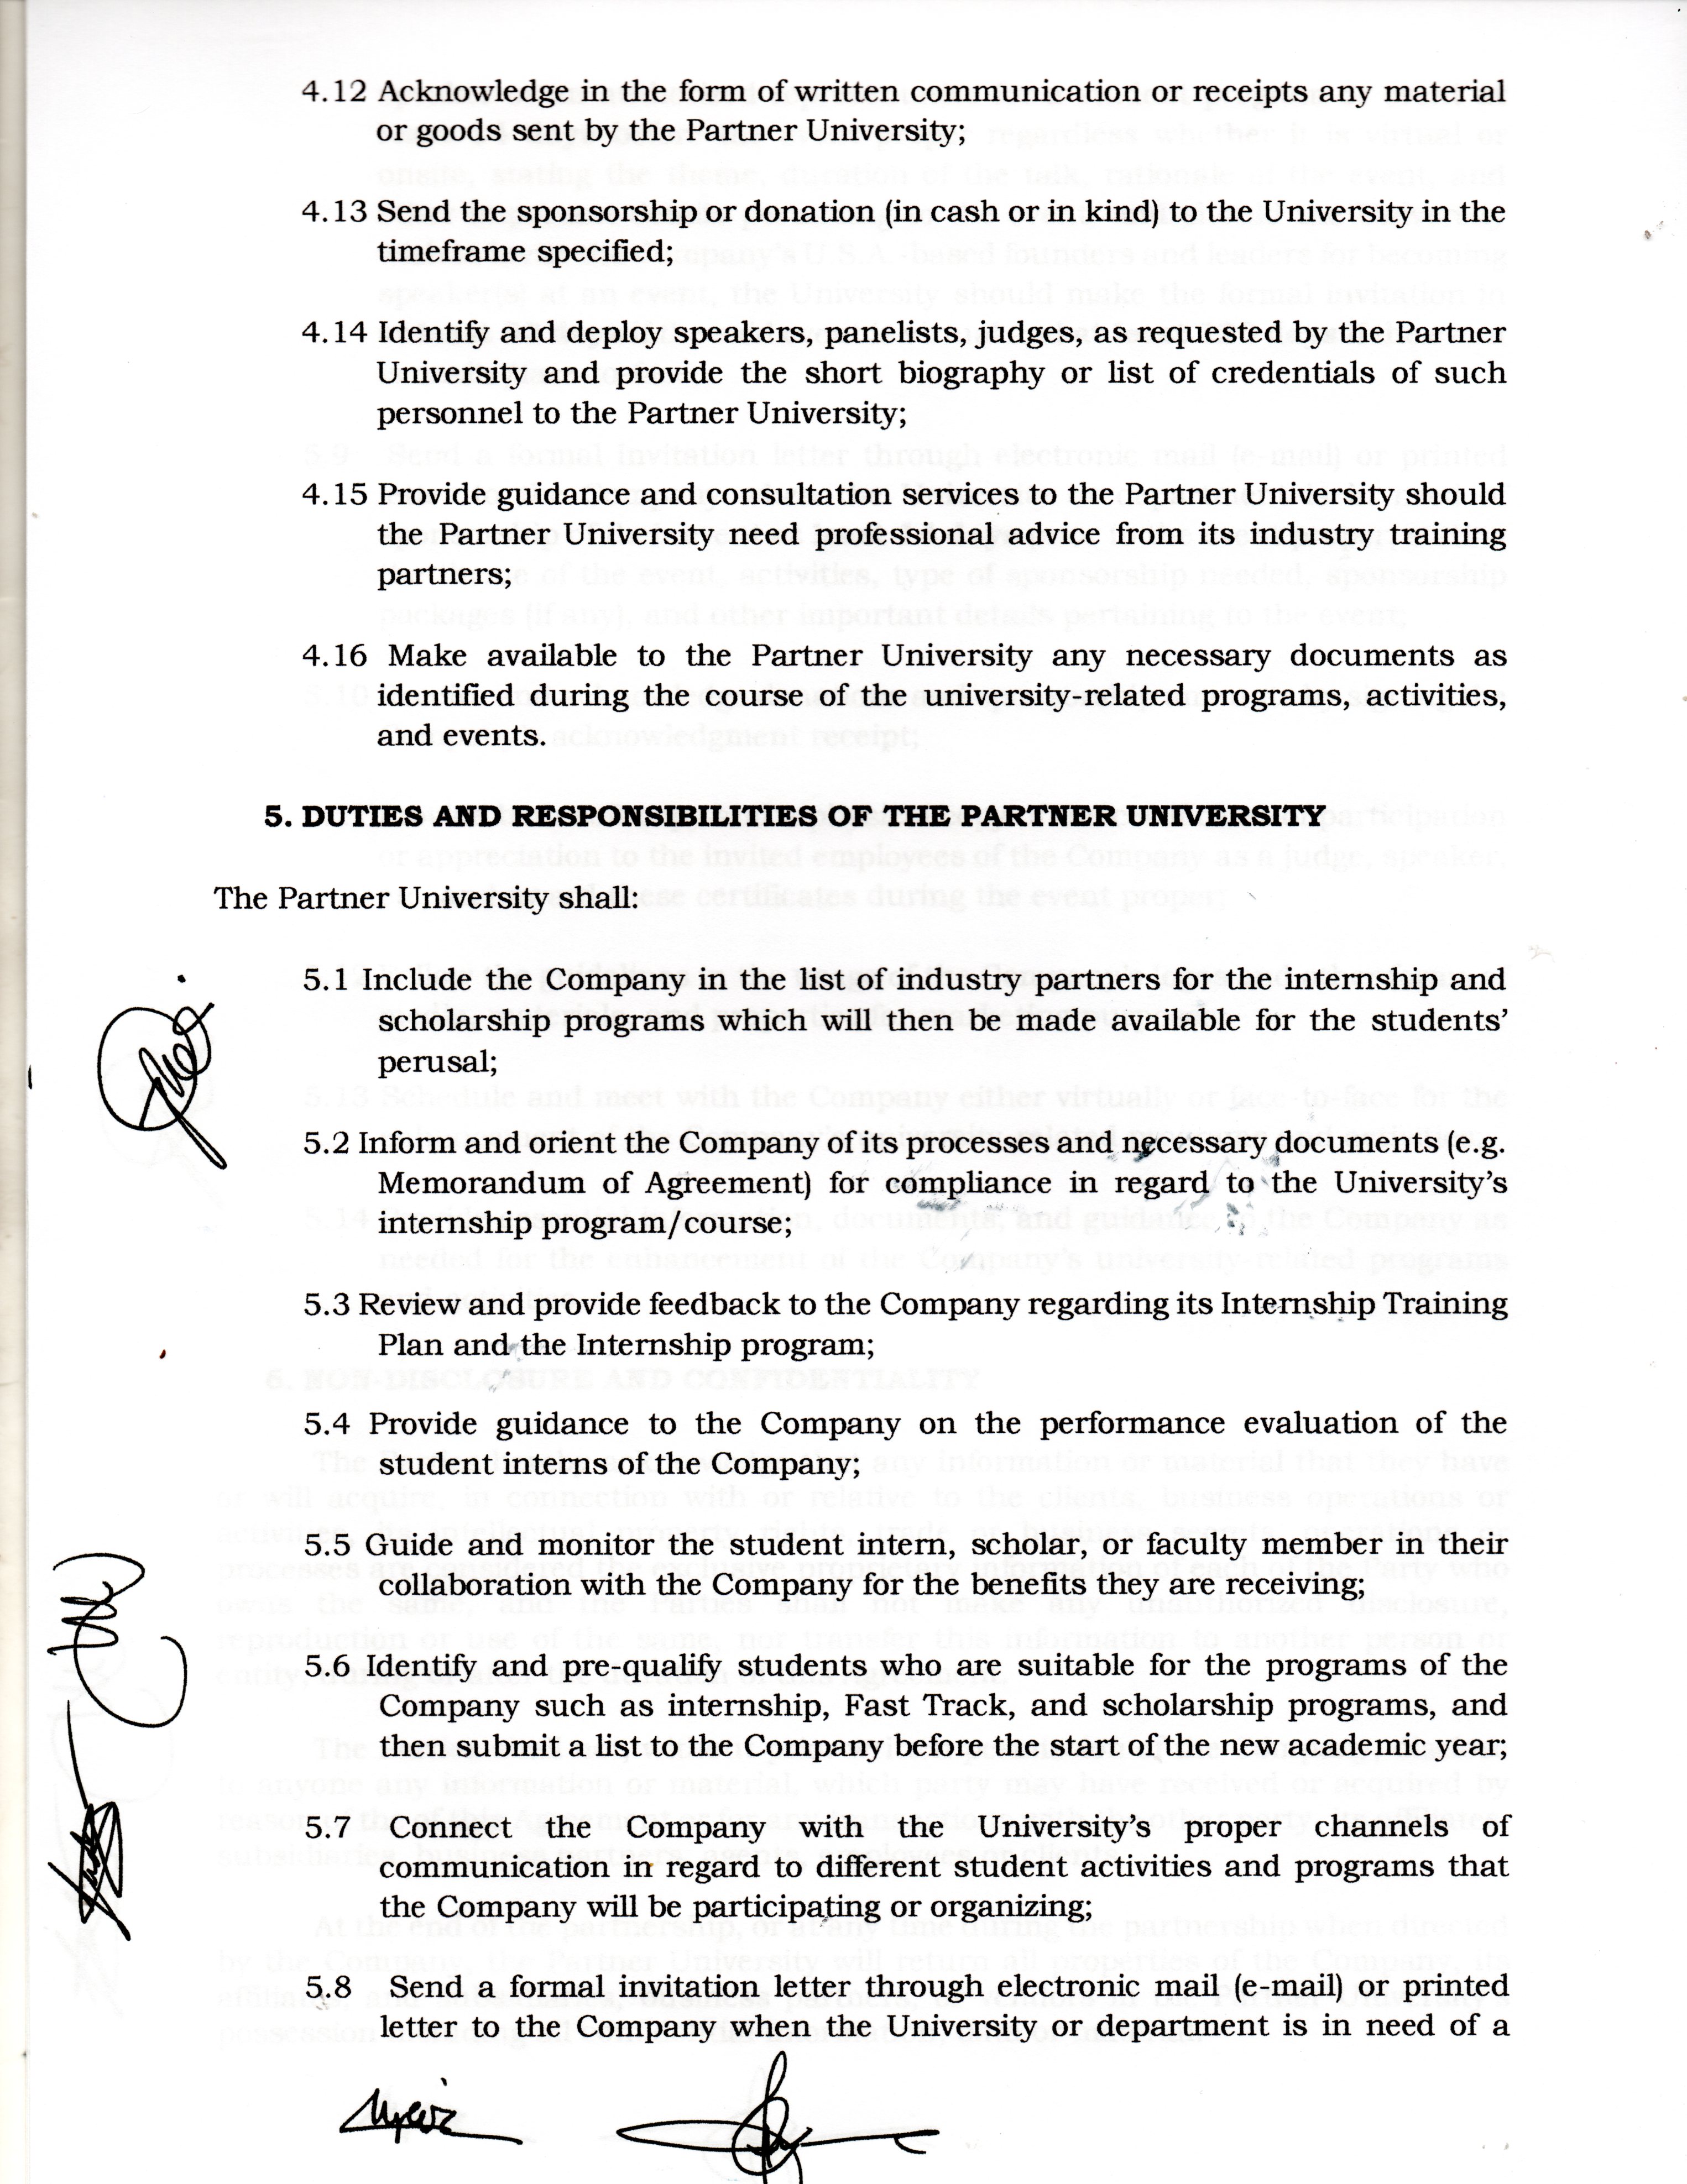 4.12 Acknowledge in the form of written communication or receipts any material
or goods sent by the Partner University;
4.13 Send the sponsorship or donation (in cash or in kind) to the University in the
timeframe specified;
4.14 Identify and deploy speakers, panelists, judges, as requested by the Partner
University and provide the short biography or list of credentials of such
personnel to the Partner University;
4.15 Provide guidance and consultation services to the Partner University should
the Partner University need professional advice from its industry training
partners;
4.16 Make available to the Partner University any necessary documents as
identified during the course of the university-related programs, activities,
and events.
5. DUTIES AND RESPONSIBILITIES OF THE PARTNER UNIVERSITY
The Partner University shall:
5.1 Include the Company in the list of industry partners for the internship and
scholarship programs which will then be made available for the students’
perusal;
5.2 Inform and orient the Company of its processes and necessary documents (e.g.
Memorandum of Agreement) for compliance in regard to the University’s
internship program/course;
5.3 Review and provide feedback to the Company regarding its Internship Training
Plan and the Internship program;
5.4 Provide guidance to the Company on the performance evaluation of the
student interns of the Company;
5.5 Guide and monitor the student intern, scholar, or faculty member in their
collaboration with the Company for the benefits they are receiving;
5.6 Identify and pre-qualify students who are suitable for the programs of the
Company such as internship, Fast Track, and scholarship programs, and
then submit a list to the Company before the start of the new academic year;
5.7 Connect the Company with the University’s proper channels of
communication in regard to different student activities and programs that
the Company will be participating or organizing;
5.8 Send a formal invitation letter through electronic mail (e-mail) or printed
letter to the Company when the University or department is in need of a